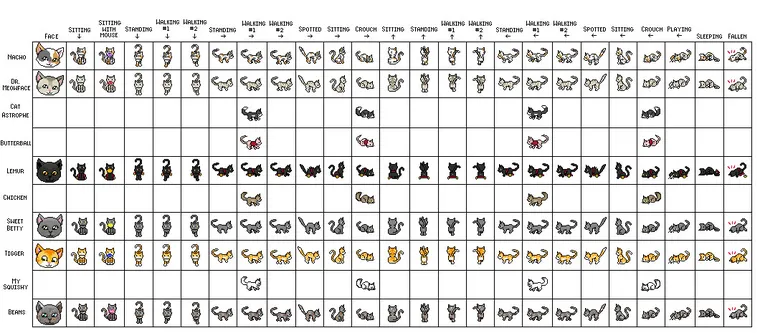 FACE
SITTING ↓
SITTING WITH MOUSE
STANDING ↓
WALKING #1 ↓
WALKING #2 ↓
STANDING →
WALKING #1 →
WALKING #2 →
SPOTTED →
SITTING →
CROUCH →
SITTING ↑
STANDING ↑
WALKING #1 ↑
WALKING #2 ↑
STANDING ←
WALKING #1 ←
WALKING #2 ←
SPOTTED ←
SITTING ←
CROUCH ←
PLAYING ←
SLEEPING
FALLEN
NACHO
DR. MEOWFACE
CAT ASTROPHE
BUTTERBALL
LEMUR
CHICKEN
SWEET BETTY
TIGGER
MY SQUISHY
BEANS